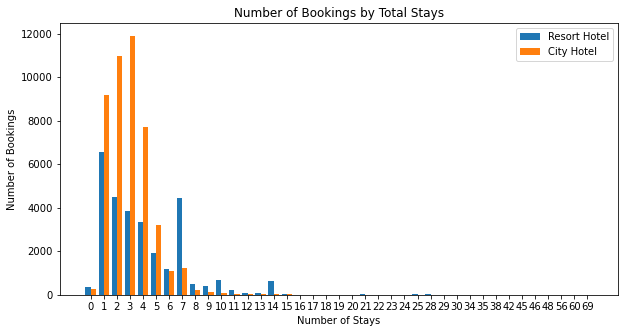 Number of Bookings by Total Stays
Resort Hotel
City Hotel
12000
10000
8000
6000
4000
2000
0
Number of Bookings
0 1 2 3 4 5 6 7 8 9 10 11 12 13 14 15 16 17 18 19 20 21 22 23 24 25 26 28 29 30 34 35 38 42 45 46 48 56 60 69
Number of Stays